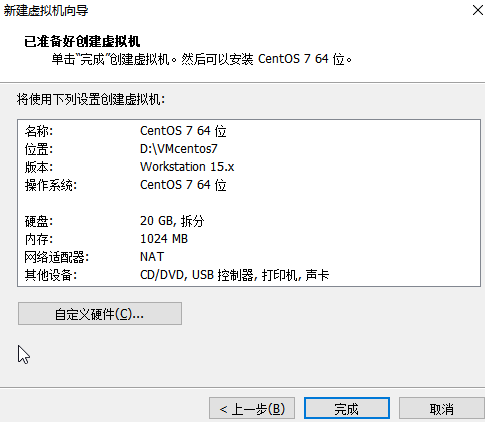 新建虚拟机向导
已准备好创建虚拟机
单击“完成”创建虚拟机。然后可以安装 CentOS 7 64 位。
将使用下列设置创建虚拟机:
名称: CentOS 7 64 位
位置: D:\VMcentos7
版本: Workstation 15.x
操作系统: CentOS 7 64 位
硬盘: 20 GB, 拆分
内存: 1024 MB
网络适配器: NAT
其他设备: CD/DVD, USB 控制器, 打印机, 声卡
自定义硬件(C)...
< 上一步(B) 完成 取消